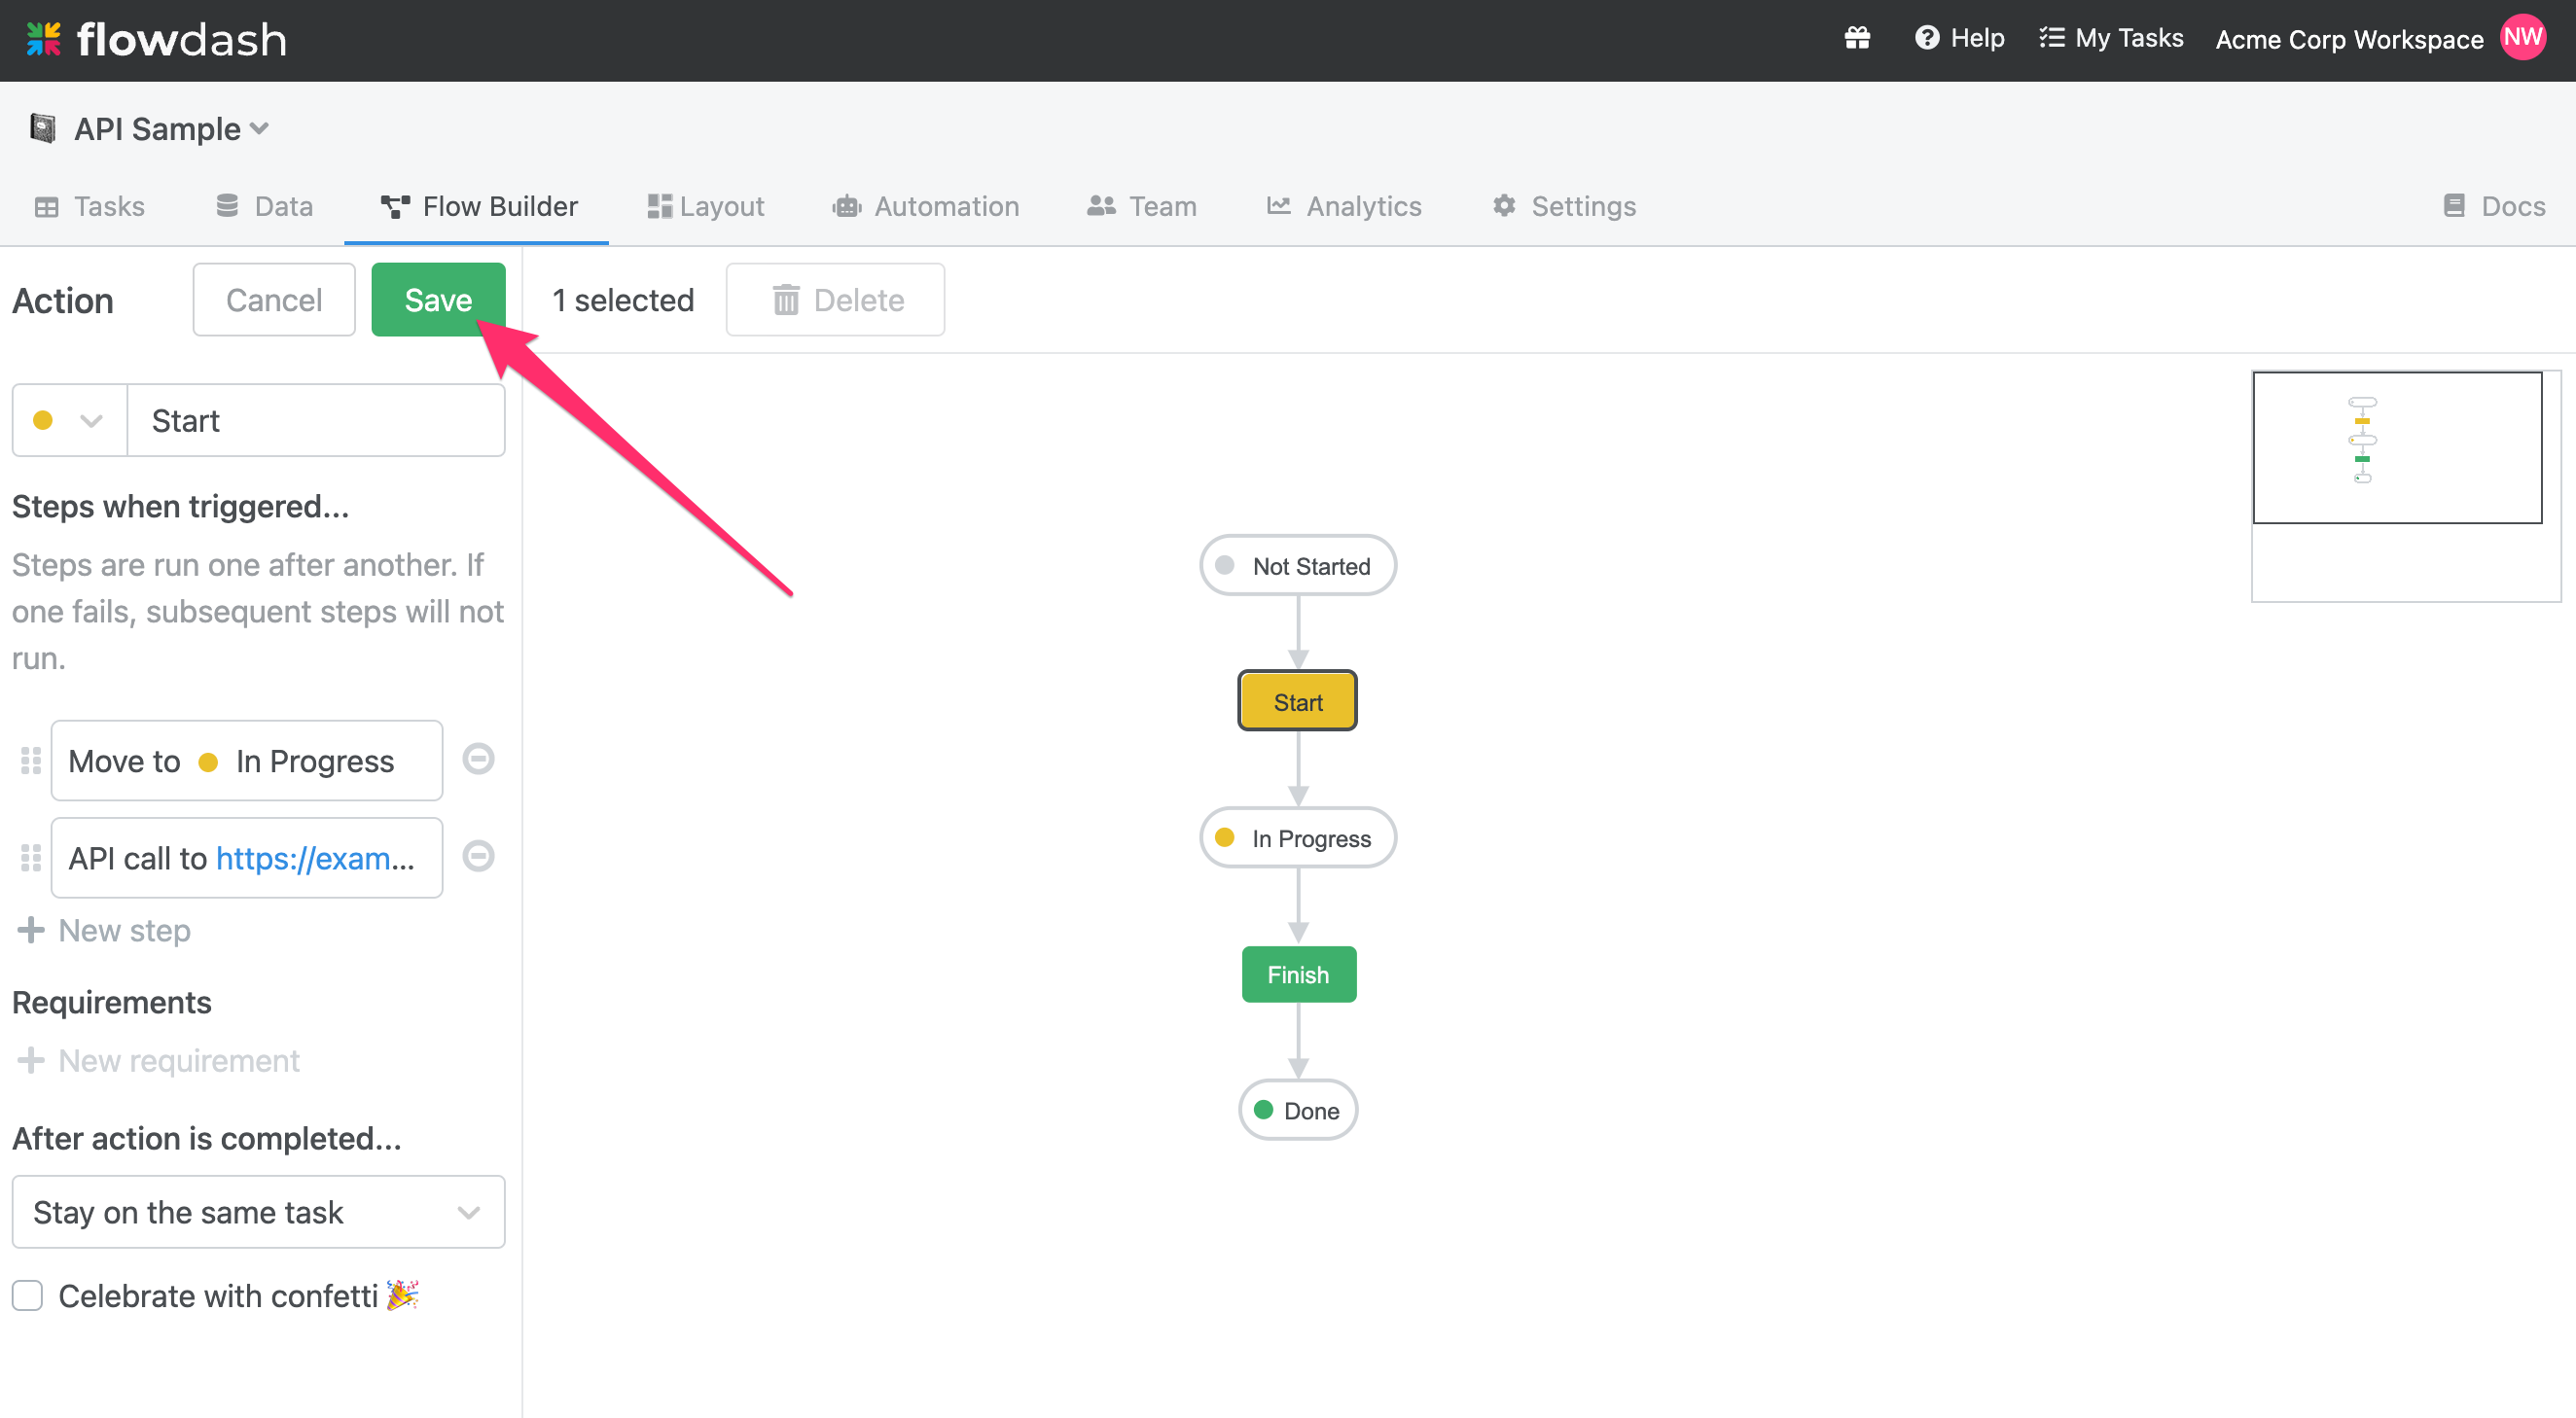 flowdash
Help
My Tasks
Acme Corp Workspace
NW
API Sample
Tasks
Data
Flow Builder
Layout
Automation
Team
Analytics
Settings
Docs
Action
Cancel
Save
1 selected
Delete
Start
Steps when triggered...
Steps are run one after another. If
one fails, subsequent steps will not
run.
Move to In Progress
API call to https://exam...
New step
Requirements
New requirement
After action is completed...
Stay on the same task
Celebrate with confetti
Not Started
Start
In Progress
Finish
Done